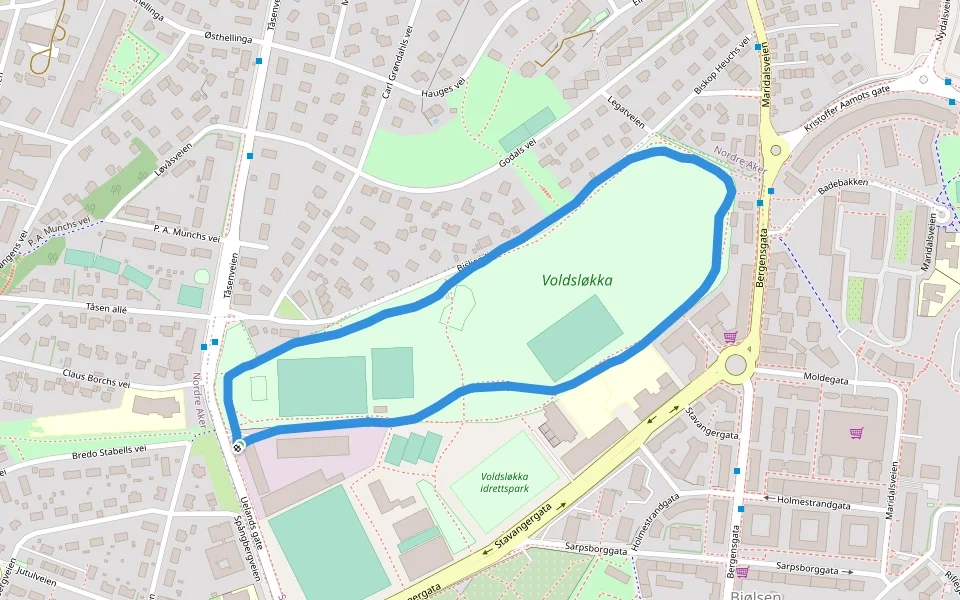 Østhellinga
Tåsenveien
Carl Grøndahls vei
Hauges vei
Legatveien
Biskop Heuchs vei
Maridalsveien
Nydalsveien
Kristoffer Aamots gate
Nordre Aker
Godals vei
Løvåsveien
Badebakken
P. A. Munchs vei
P. A. Munchs vei
Tåsenveien
Bergensgata
Maridalsveien
Voldsløkka
Tåsen allé
Claus Borchs vei
Nordre Aker
Moldegata
Stavangergata
Bredo Stabells vei
Voldsløkka
idrettspark
Uelands gate
Spångbergveien
Stavangergata
Holmestrandgata
Holmestrandgata
Maridalsveien
Bergensgata
Sarpsborggata
Sarpsborggata
Bergensgata
Jutulveien
Bjølsen